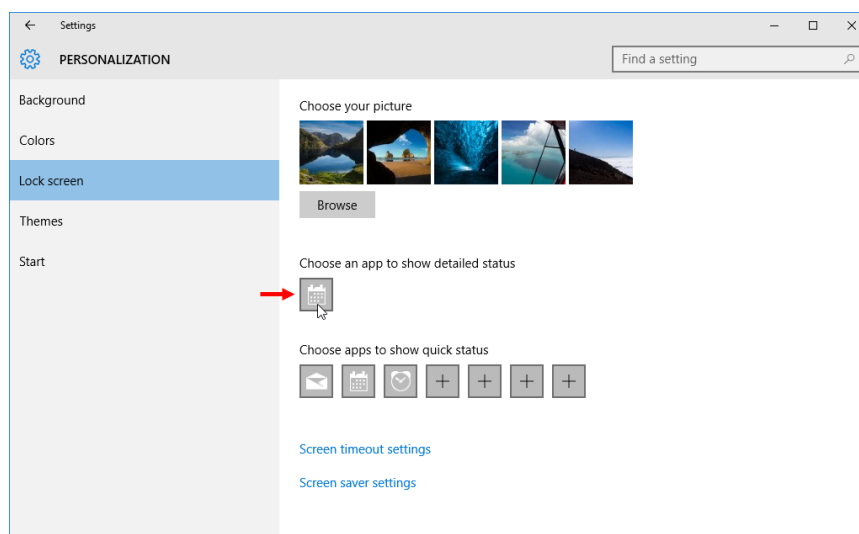 Settings
PERSONALIZATION
Find a setting
Background
Colors
Lock screen
Themes
Start
Choose your picture
Browse
Choose an app to show detailed status
Choose apps to show quick status
Screen timeout settings
Screen saver settings